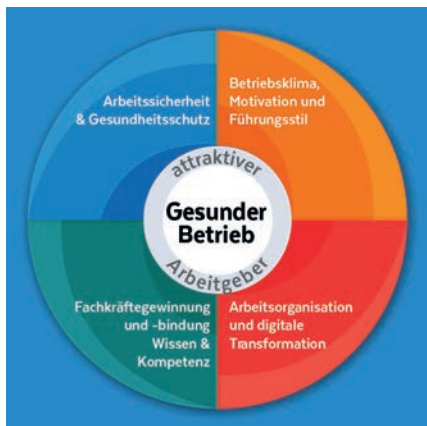 Arbeitssicherheit
& Gesundheitsschutz
Betriebsklima,
Motivation und
Führungsstil
attraktiver
Gesunder
Betrieb
Arbeitgeber
Fachkräftegewinnung
und -bindung
Wissen &
Kompetenz
Arbeitsorganisation
und digitale
Transformation